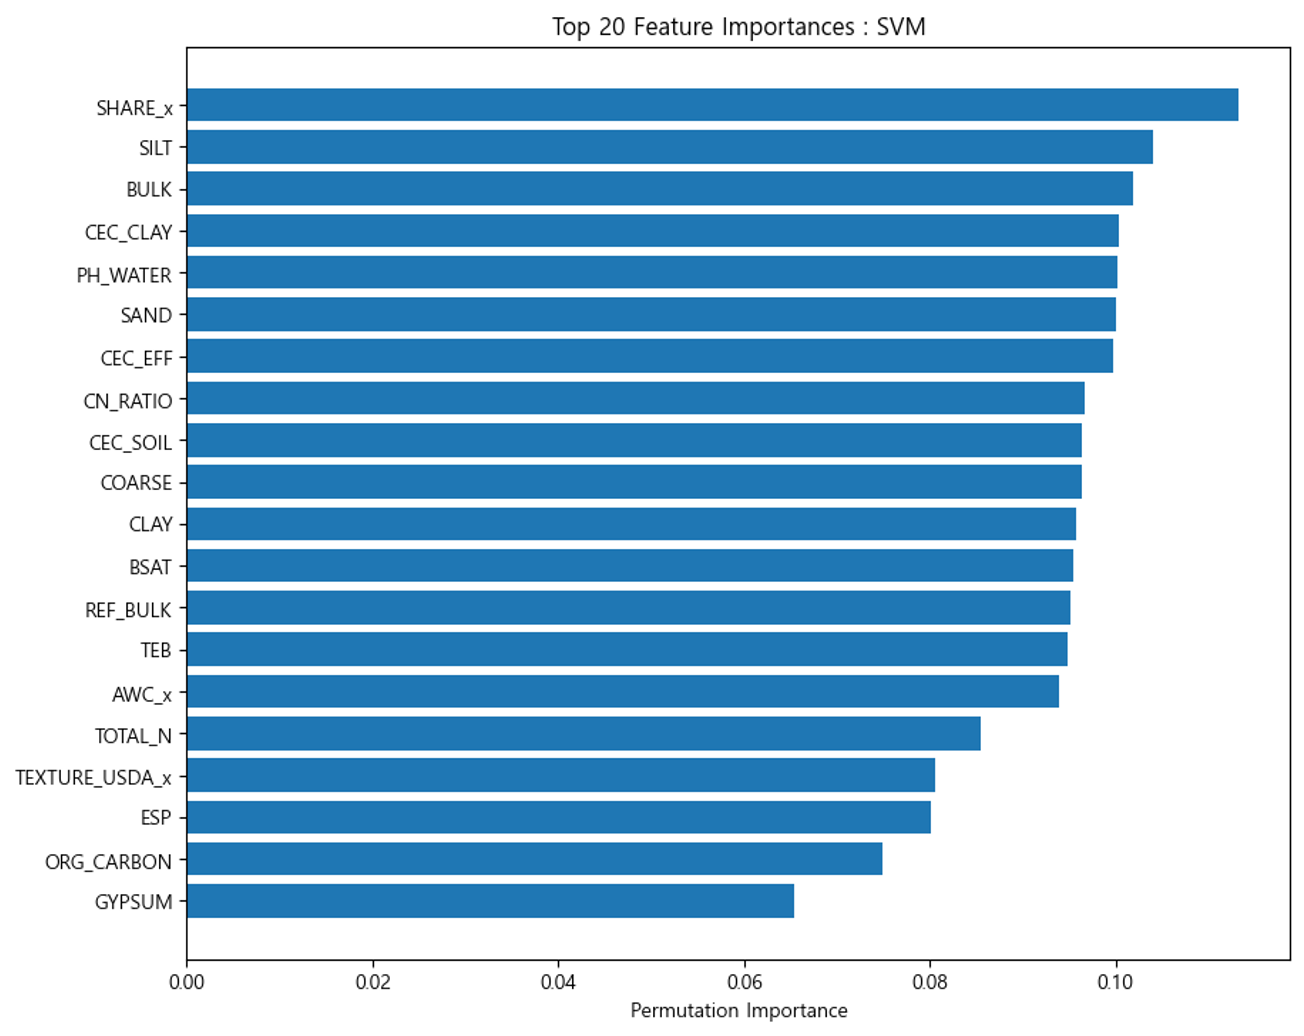 Top 20 Feature Importances : SVM
SHARE_x
SILT
BULK
CEC_CLAY
PH_WATER
SAND
CEC_EFF
CN_RATIO
CEC_SOIL
COARSE
CLAY
BSAT
REF_BULK
TEB
AWC_x
TOTAL_N
TEXTURE_USDA_x
ESP
ORG_CARBON
GYPSUM
0.00 0.02 0.04 0.06 0.08 0.10
Permutation Importance